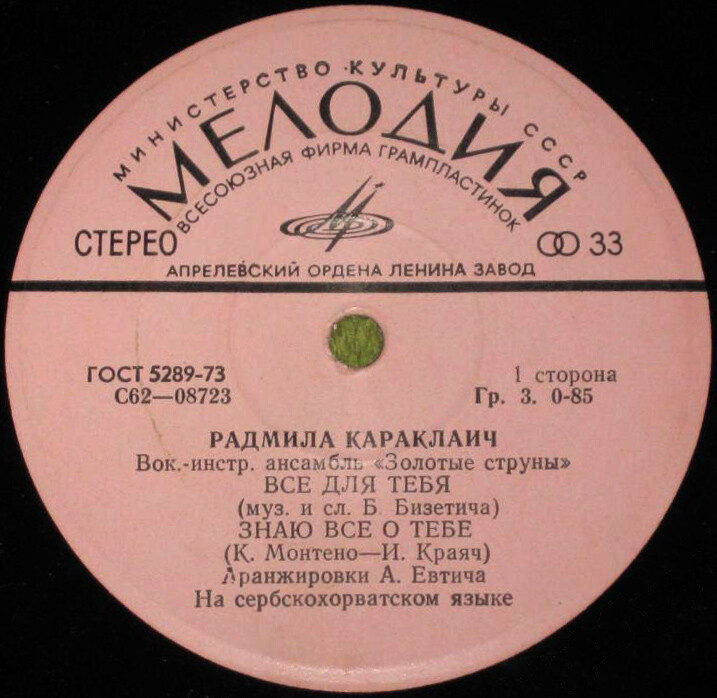 МИНИСТЕРСТВО КУЛЬТУРЫ СССР
МЕЛОДИЯ
ВСЕСОЮЗНАЯ ФИРМА ГРАМПЛАСТИНОК
СТЕРЕО
33
АПРЕЛЕВСКИЙ ОРДЕНА ЛЕНИНА ЗАВОД
ГОСТ 5289-73
1 сторона
С62—08723
Гр. 3. 0-85
РАДМИЛА КАРАКЛАИЧ
Вок.-инстр. ансамбль «Золотые струны»
ВСЕ ДЛЯ ТЕБЯ
(муз. и сл. Б. Бизетича)
ЗНАЮ ВСЕ О ТЕБЕ
(К. Монтено—И. Краяч)
Аранжировки А. Евтича
На сербскохорватском языке